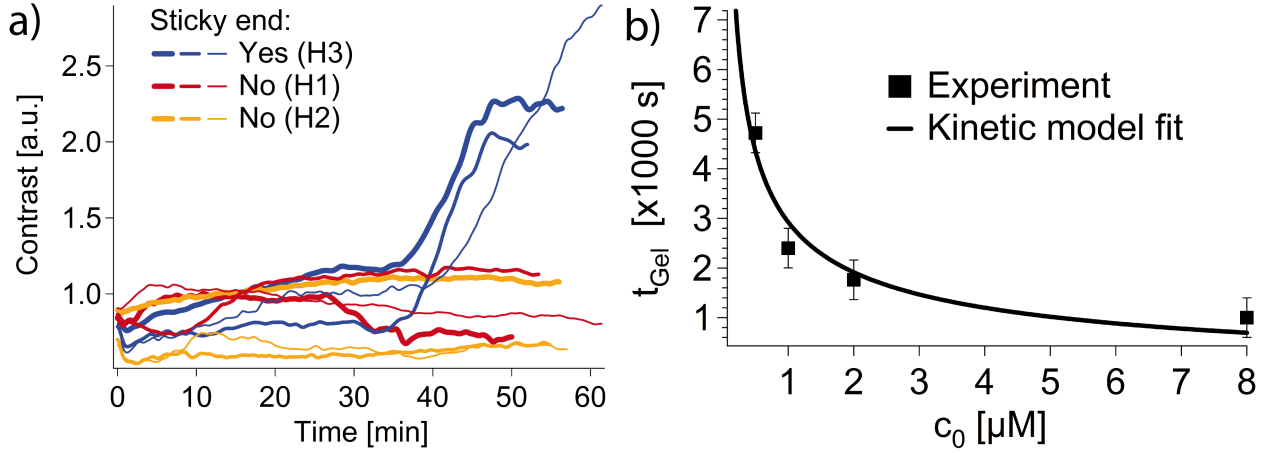 a)
Sticky end:
Yes (H3)
No (H1)
No (H2)
Contrast [a.u.]
2.5
2.0
1.5
1.0
0
10
20
30
40
50
60
Time [min]
b)
Experiment
Kinetic model fit
t_Gel [x1000 s]
7
6
5
4
3
2
1
1
2
3
4
5
6
7
8
c₀ [µM]